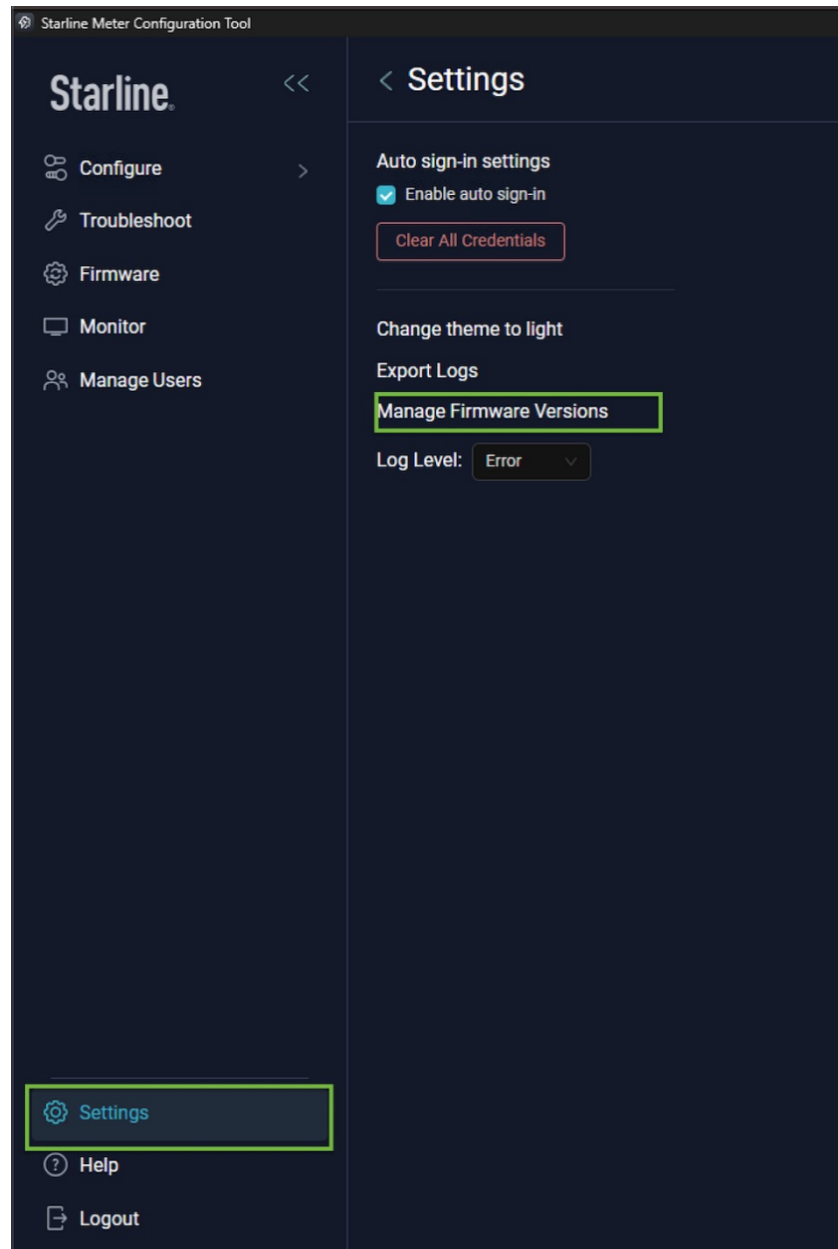 Starline Meter Configuration Tool
Starline®
<<
< Settings
Configure >
Troubleshoot
Firmware
Monitor
Manage Users
Auto sign-in settings
Enable auto sign-in
Clear All Credentials
Change theme to light
Export Logs
Manage Firmware Versions
Log Level: Error
Settings
? Help
Logout